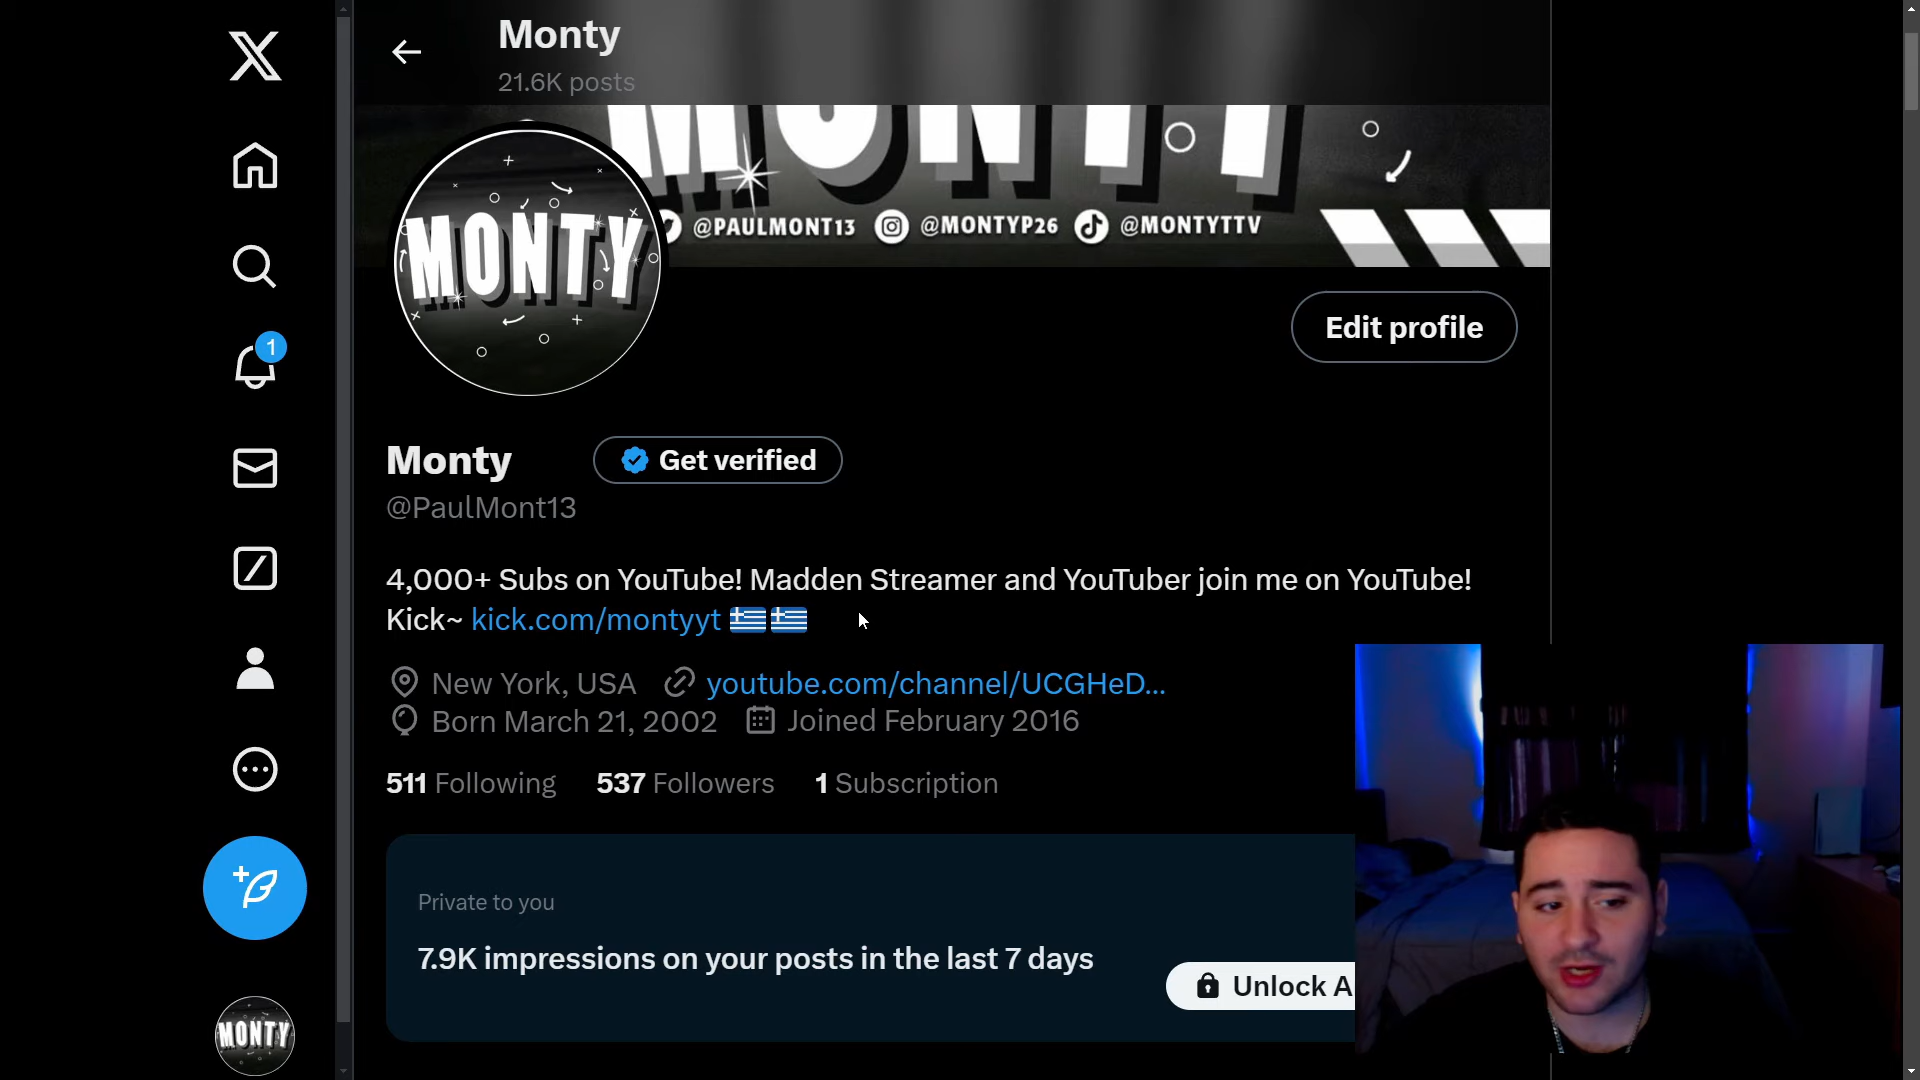 Monty
21.6K posts
MONTY
@PAULMONT13 @MONTYP26 @MONTYTTV
MONTY
Edit profile
1
Monty Get verified
@PaulMont13
4,000+ Subs on YouTube! Madden Streamer and YouTuber join me on YouTube!
Kick~ kick.com/montyyt 🇬🇷🇬🇷
New York, USA youtube.com/channel/UCGHeD...
Born March 21, 2002 Joined February 2016
511 Following 537 Followers 1 Subscription
Private to you
7.9K impressions on your posts in the last 7 days
Unlock A
MONTY